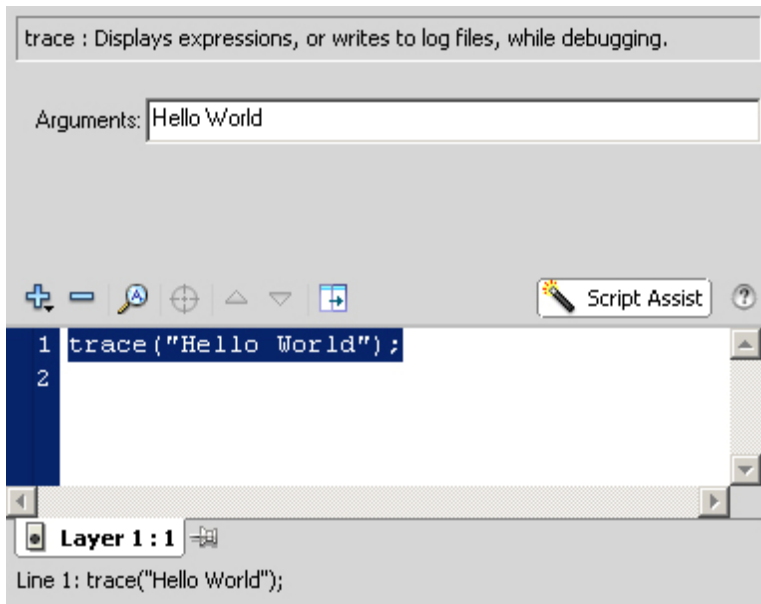 trace : Displays expressions, or writes to log files, while debugging.
Arguments: Hello World
Script Assist
1 trace("Hello World");
2
Layer 1 : 1
Line 1: trace("Hello World");